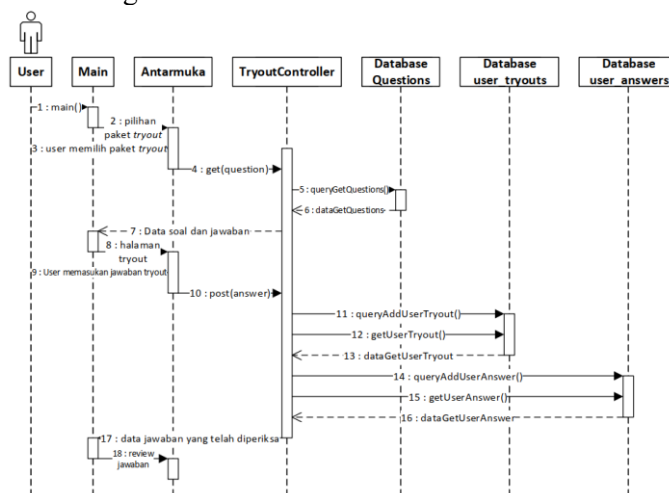 User
Main
Antarmuka
TryoutController
Database
Questions
Database
user_tryouts
Database
user_answers
1 : main()
2 : pilihan
paket tryout
3 : user memilih paket tryout
4 : get(question)
5 : queryGetQuestions()
6 : dataGetQuestions
7 : Data soal dan jawaban
8 : halaman
tryout
9 : User memasukan jawaban tryout
10 : post(answer)
11 : queryAddUserTryout()
12 : getUserTryout()
13 : dataGetUserTryout
14 : queryAddUserAnswer()
15 : getUserAnswer()
16 : dataGetUserAnswer
17 : data jawaban yang telah diperiksa
18 : review
jawaban